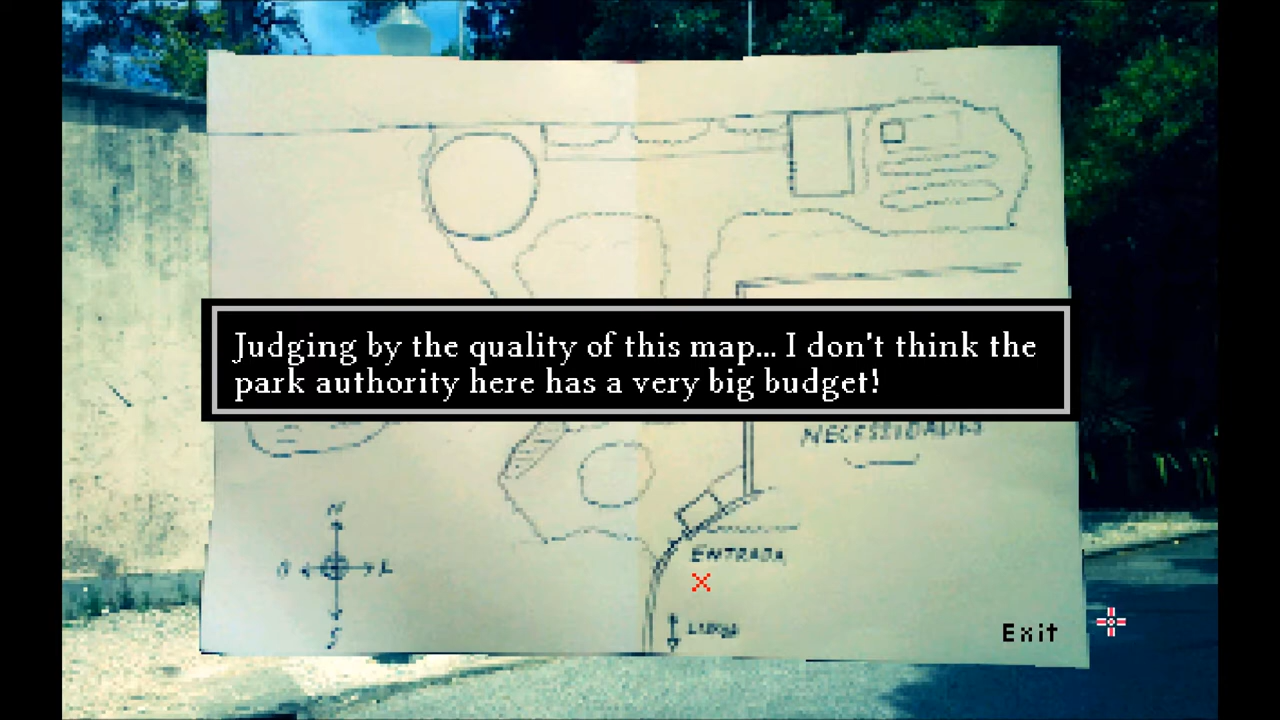 Judging by the quality of this map... I don't think the
park authority here has a very big budget!
NECESSIDADES
N
O
L
S
ENTRADA
X
Exit